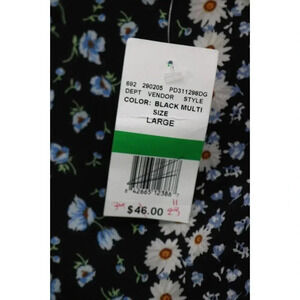 692 290205 PD311298DG
DEPT VENDOR STYLE
COLOR: BLACK MULTI
SIZE
LARGE
$46.00